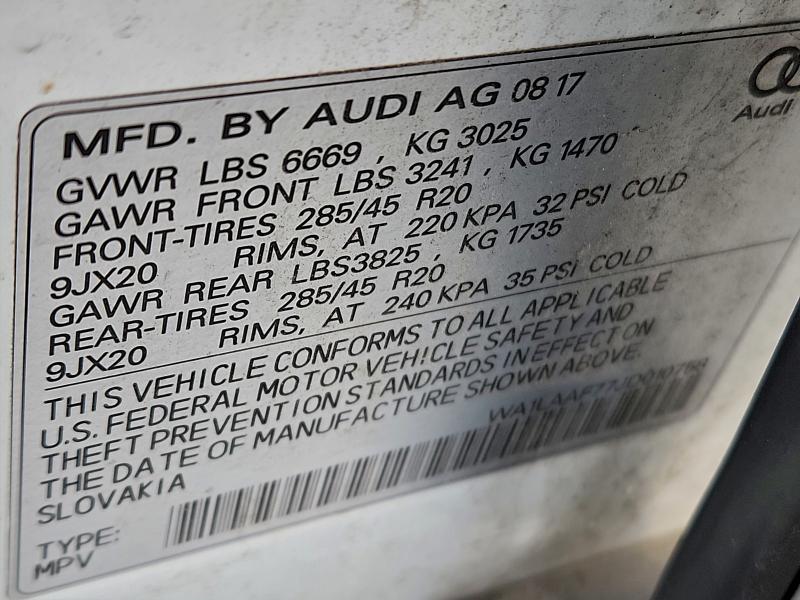 MFD. BY AUDI AG 08 17
Audi
GVWR LBS 6669 , KG 3025
GAWR FRONT LBS 3241 , KG 1470
FRONT-TIRES 285/45 R20
9JX20 RIMS, AT 220 KPA 32 PSI COLD
GAWR REAR LBS3825 , KG 1735
REAR-TIRES 285/45 R20
9JX20 RIMS, AT 240 KPA 35 PSI COLD
THIS VEHICLE CONFORMS TO ALL APPLICABLE
U.S. FEDERAL MOTOR VEHICLE SAFETY AND
THEFT PREVENTION STANDARDS IN EFFECT ON
THE DATE OF MANUFACTURE SHOWN ABOVE.
SLOVAKIA
TYPE:
MPV